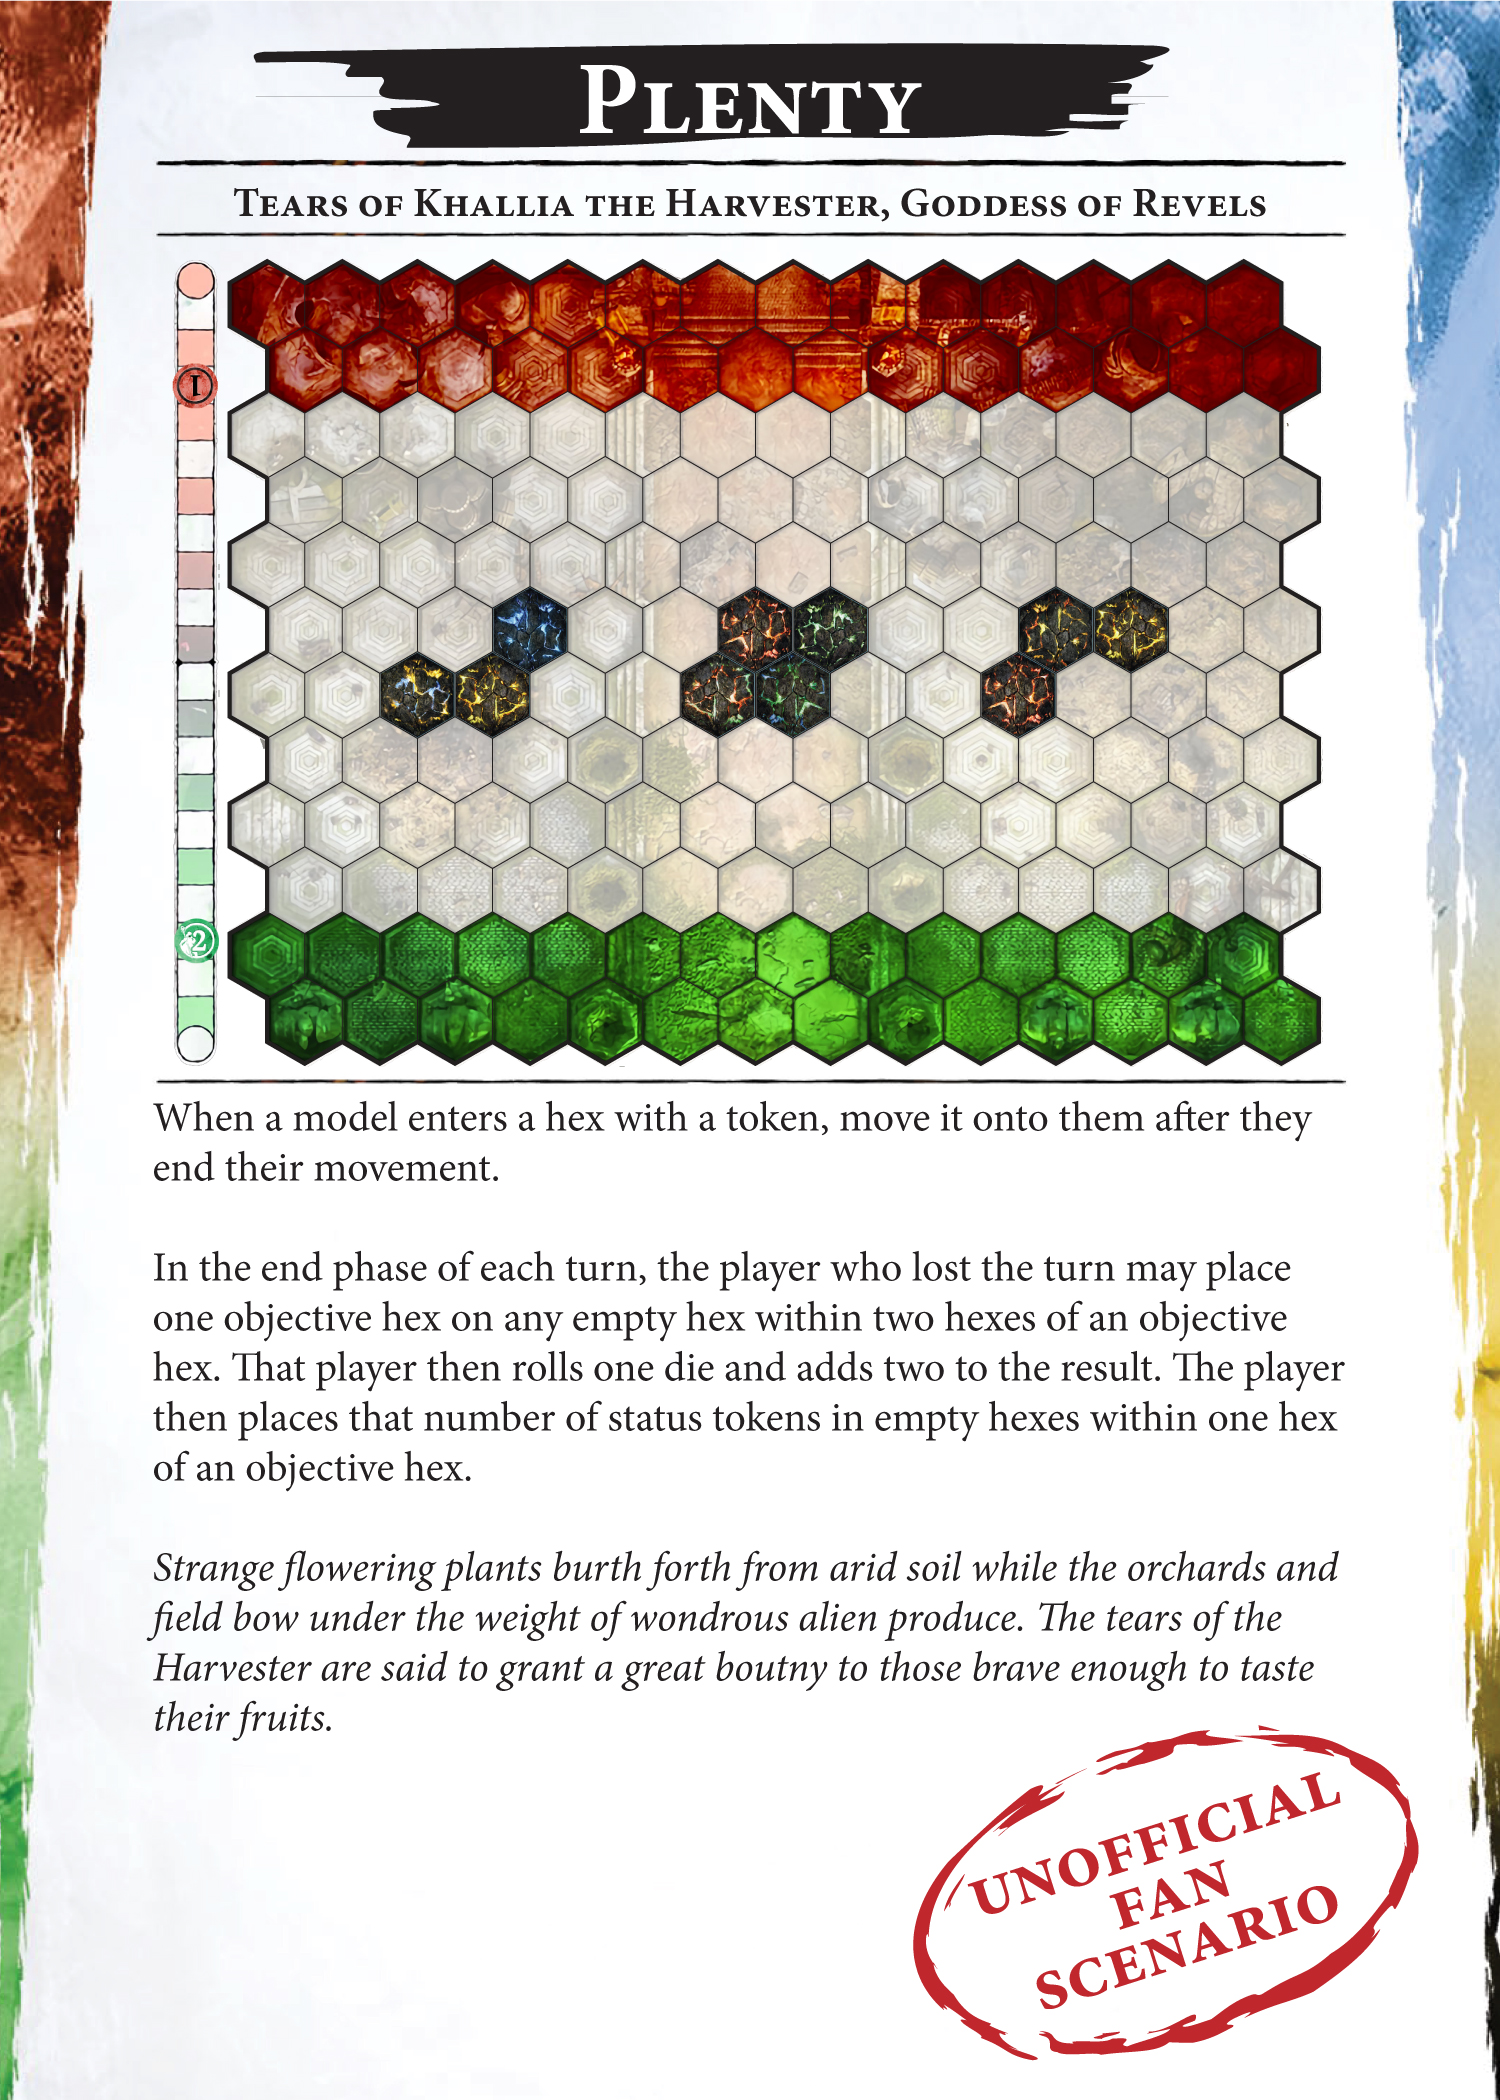 PLENTY
TEARS OF KHALLIA THE HARVESTER, GODDESS OF REVELS
1
2
When a model enters a hex with a token, move it onto them after they
end their movement.
In the end phase of each turn, the player who lost the turn may place
one objective hex on any empty hex within two hexes of an objective
hex. That player then rolls one die and adds two to the result. The player
then places that number of status tokens in empty hexes within one hex
of an objective hex.
Strange flowering plants burth forth from arid soil while the orchards and
field bow under the weight of wondrous alien produce. The tears of the
Harvester are said to grant a great boutny to those brave enough to taste
their fruits.
UNOFFICIAL
FAN
SCENARIO